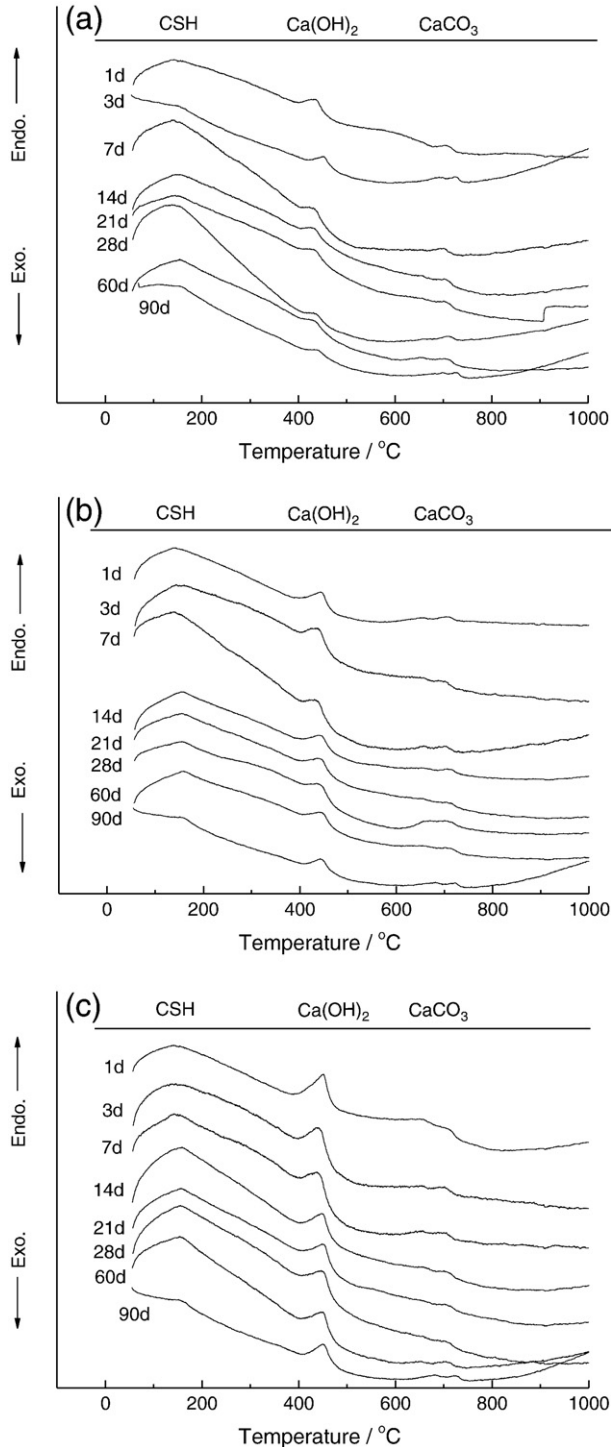 (a)
CSH Ca(OH)₂ CaCO₃
1d
3d
7d
14d
21d
28d
60d
90d
Endo.
Exo.
0 200 400 600 800 1000
Temperature / °C
(b)
CSH Ca(OH)₂ CaCO₃
1d
3d
7d
14d
21d
28d
60d
90d
Endo.
Exo.
0 200 400 600 800 1000
Temperature / °C
(c)
CSH Ca(OH)₂ CaCO₃
1d
3d
7d
14d
21d
28d
60d
90d
Endo.
Exo.
0 200 400 600 800 1000
Temperature / °C